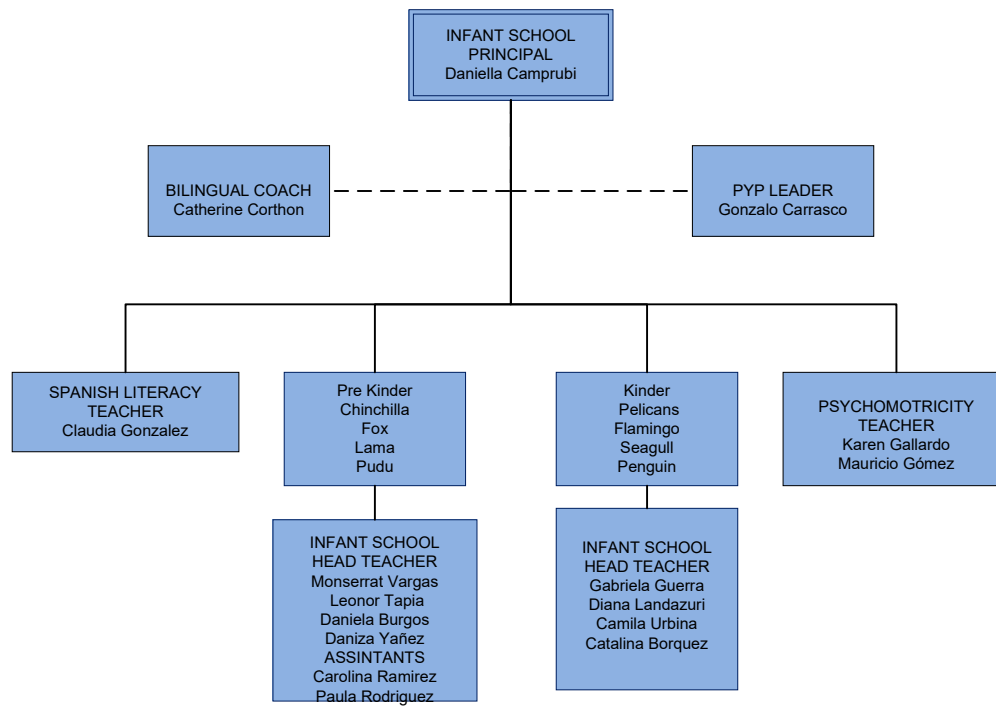 INFANT SCHOOL
PRINCIPAL
Daniella Camprubi
BILINGUAL COACH
Catherine Corthon
PYP LEADER
Gonzalo Carrasco
SPANISH LITERACY
TEACHER
Claudia Gonzalez
Pre Kinder
Chinchilla
Fox
Lama
Pudu
Kinder
Pelicans
Flamingo
Seagull
Penguin
PSYCHOMOTRICITY
TEACHER
Karen Gallardo
Mauricio Gómez
INFANT SCHOOL
HEAD TEACHER
Monserrat Vargas
Leonor Tapia
Daniela Burgos
Daniza Yañez
ASSINTANTS
Carolina Ramirez
Paula Rodriguez
INFANT SCHOOL
HEAD TEACHER
Gabriela Guerra
Diana Landazuri
Camila Urbina
Catalina Borquez